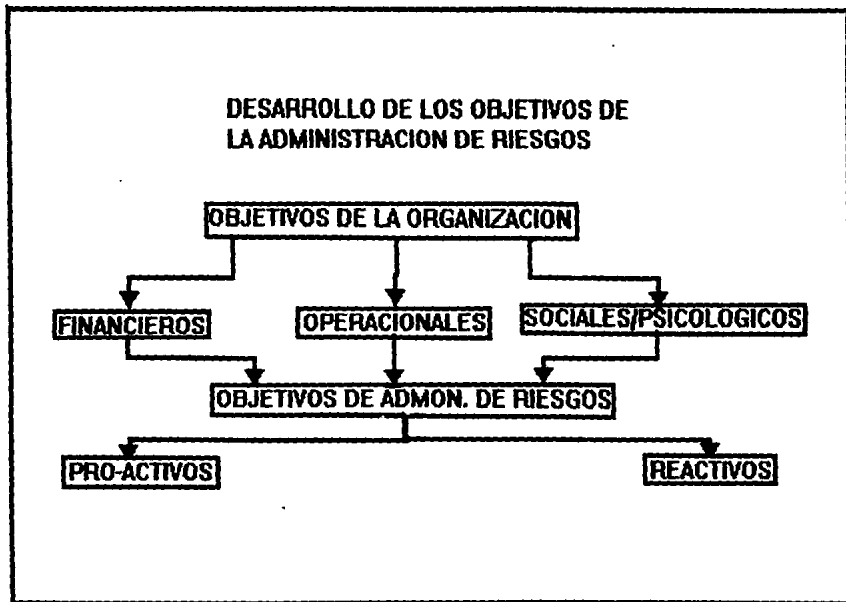 DESARROLLO DE LOS OBJETIVOS DE
LA ADMINISTRACION DE RIESGOS
OBJETIVOS DE LA ORGANIZACION
FINANCIEROS
OPERACIONALES
SOCIALES/PSICOLOGICOS
OBJETIVOS DE ADMON. DE RIESGOS
PRO-ACTIVOS
REACTIVOS